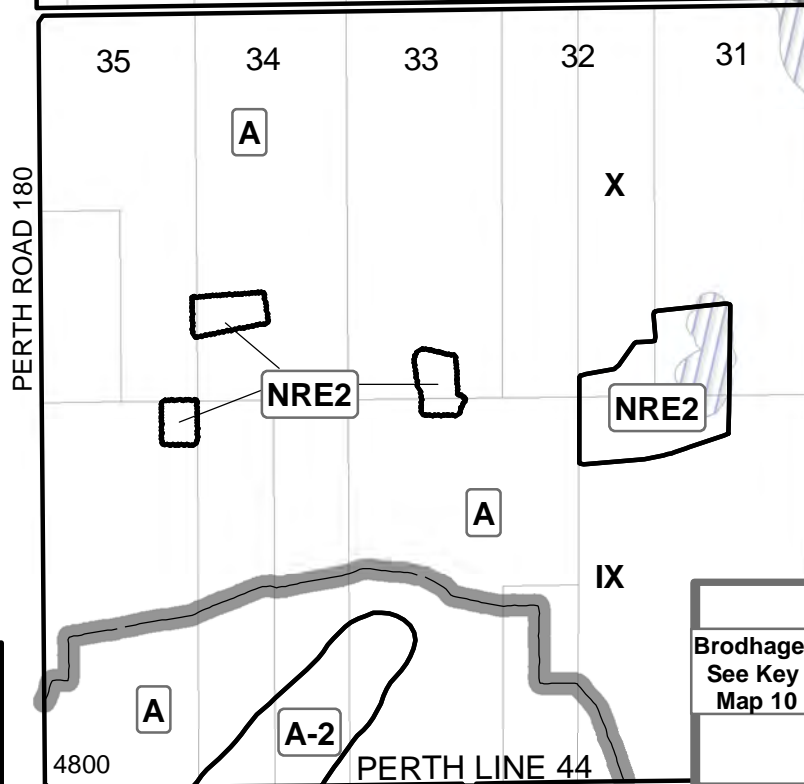 35
34
33
32
31
A
X
PERTH ROAD 180
NRE2
NRE2
A
IX
Brodhage
See Key
Map 10
A
A-2
4800
PERTH LINE 44